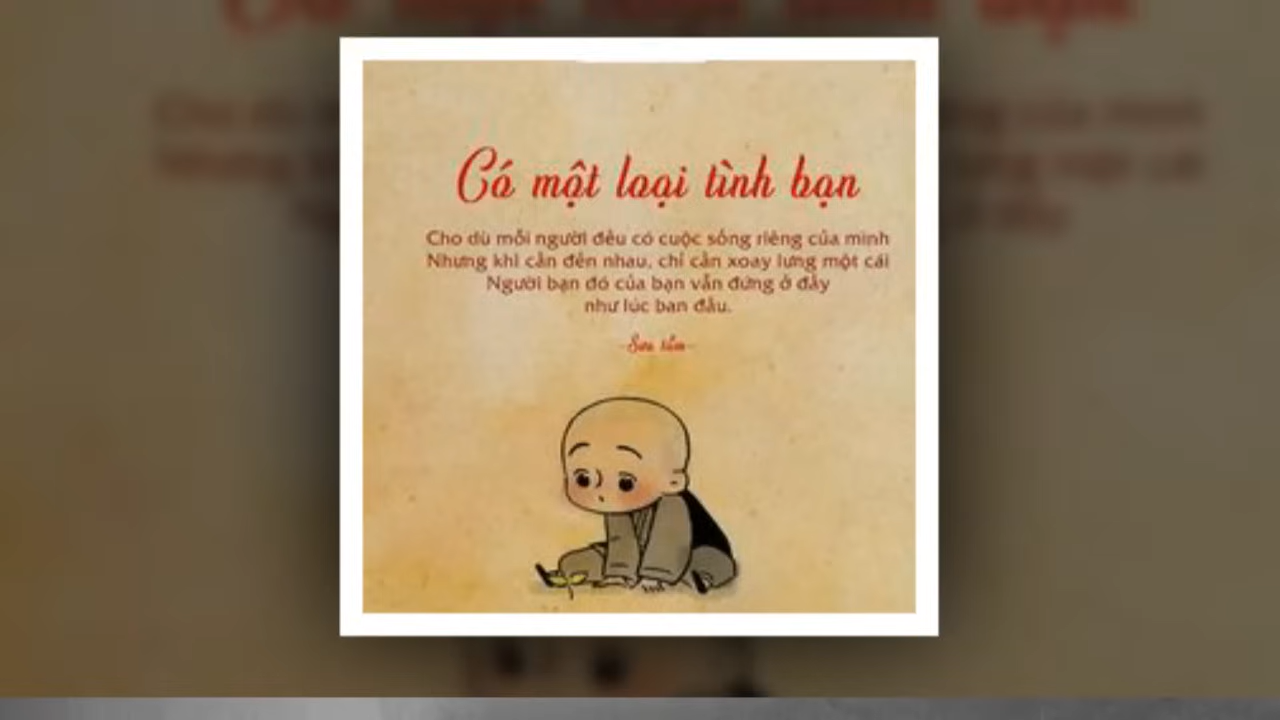 Có một loại tình bạn
Cho dù mỗi người đều có cuộc sống riêng của mình
Nhưng khi cần đến nhau, chỉ cần xoay lưng một cái
Người bạn đó của bạn vẫn đứng ở đấy
như lúc ban đầu.
-Sưu tầm-